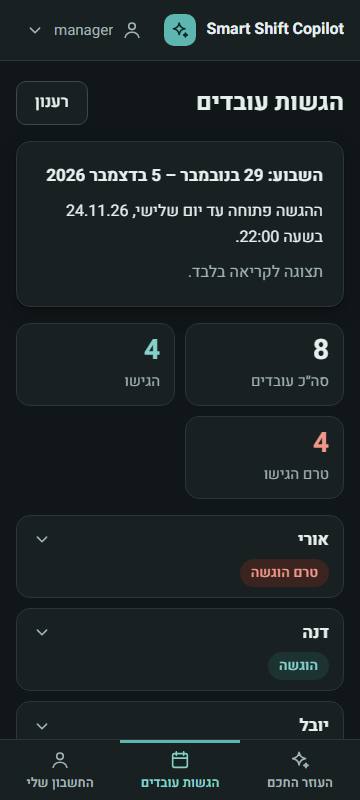 Smart Shift Copilot
manager
הגשות עובדים
רענון
השבוע: 29 בנובמבר – 5 בדצמבר 2026
ההגשה פתוחה עד יום שלישי, 24.11.26
בשעה 22:00.
תצוגה לקריאה בלבד.
8
סה"כ עובדים
4
הגישו
4
טרם הגישו
אורי
טרם הוגשה
דנה
הוגשה
יובל
העוזר החכם
הגשות עובדים
החשבון שלי